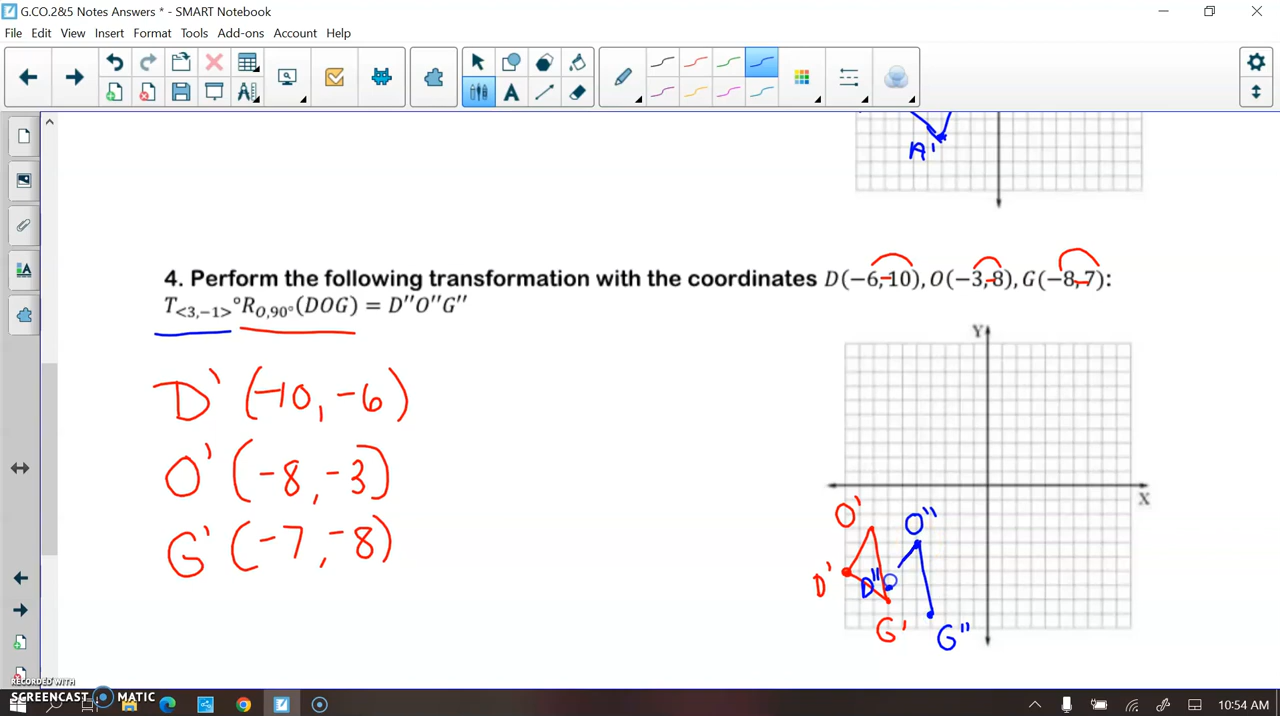 G.CO.2&5 Notes Answers * - SMART Notebook
File Edit View Insert Format Tools Add-ons Account Help
A'
4. Perform the following transformation with the coordinates D(−6,−10), O(−3,−8), G(−8,−7):
T<3,−1>°R_O,90°(DOG) = D''O''G''
Y
X
D' (-10, -6)
O' (-8, -3)
G' (-7, -8)
O'
O''
D'
D''
G'
G''
RECORDED WITH
SCREENCAST MATIC
10:54 AM